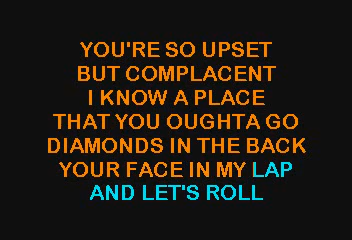 YOU'RE SO UPSET
BUT COMPLACENT
I KNOW A PLACE
THAT YOU OUGHTA GO
DIAMONDS IN THE BACK
YOUR FACE IN MY LAP
AND LET'S ROLL